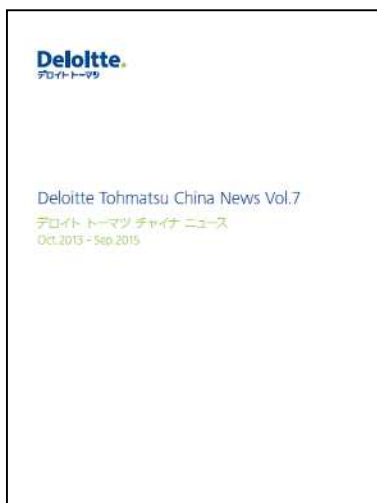 Deloitte.
デロイト トーマツ
Deloitte Tohmatsu China News Vol.7
デロイト トーマツ チャイナ ニュース
Oct.2013 - Sep.2015